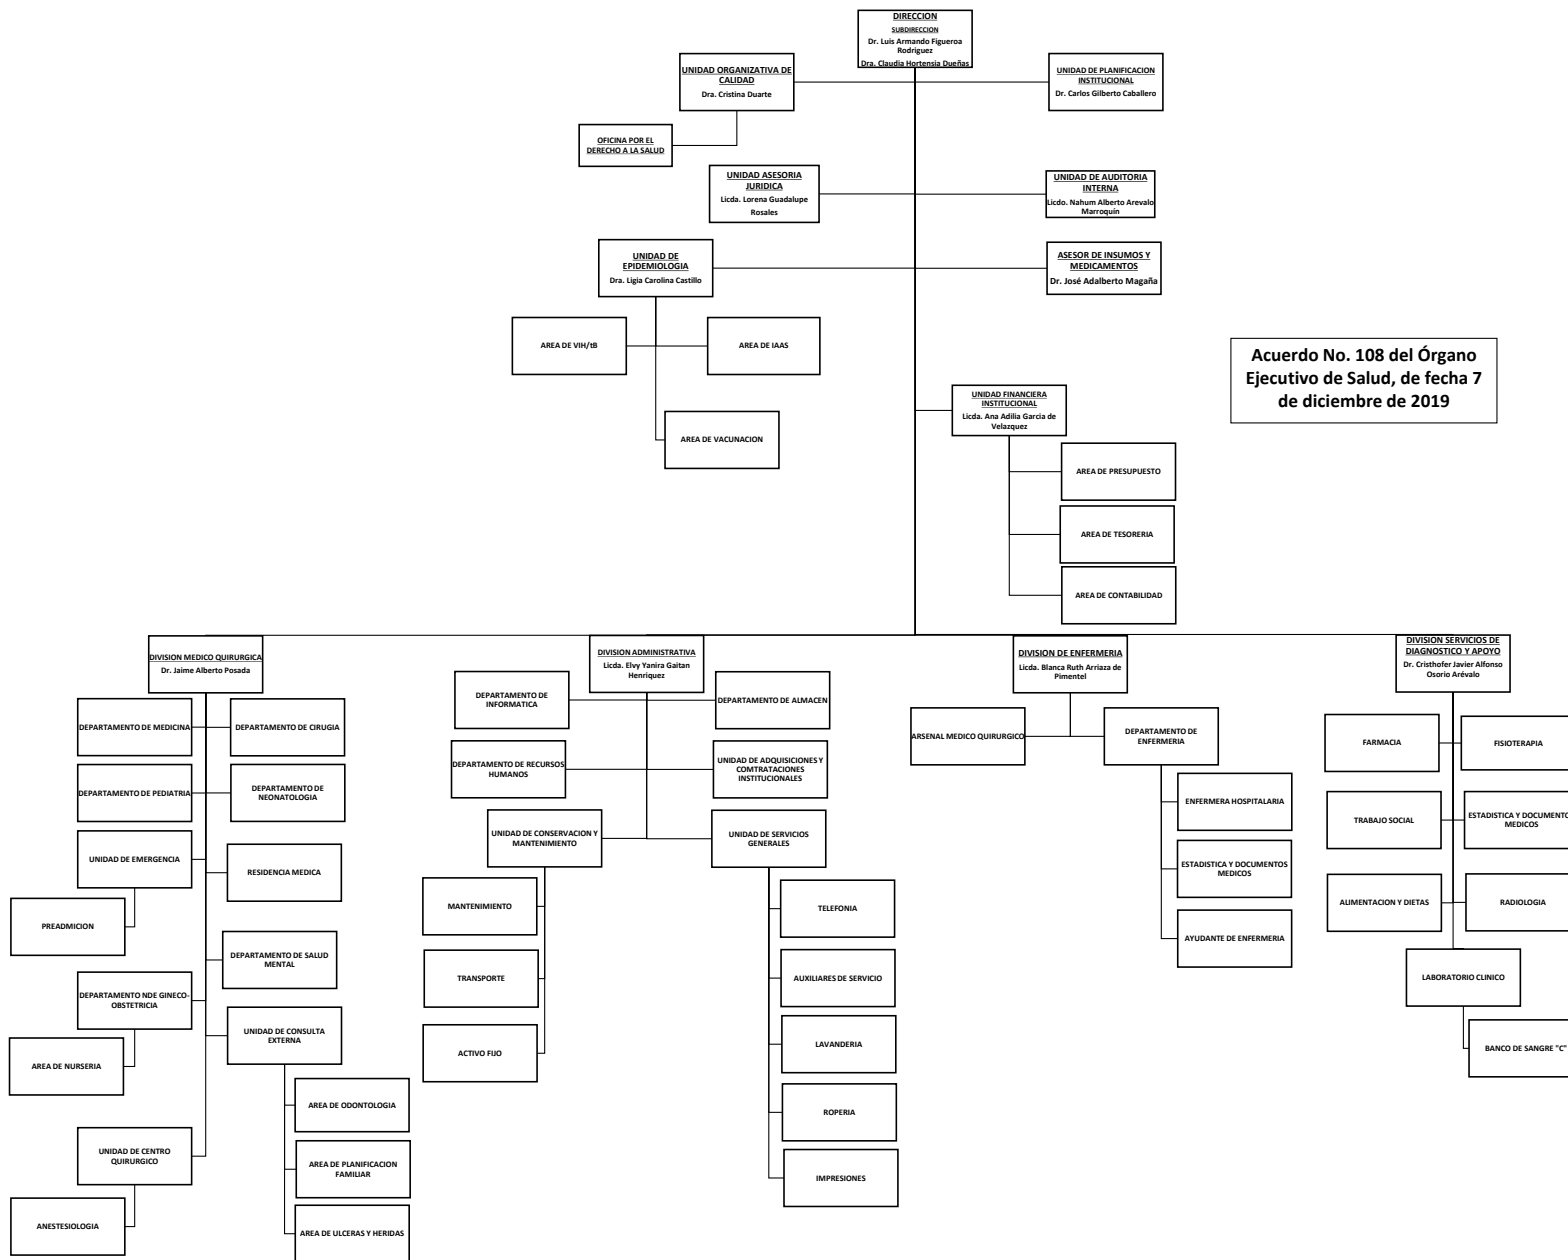 DIRECCION
SUBDIRECCION
Dr. Luis Armando Figueroa
Rodriguez
Dra. Claudia Hortensia Dueñas
UNIDAD ORGANIZATIVA DE
CALIDAD
Dra. Cristina Duarte
UNIDAD DE PLANIFICACION
INSTITUCIONAL
Dr. Carlos Gilberto Caballero
OFICINA POR EL
DERECHO A LA SALUD
UNIDAD ASESORIA
JURIDICA
Licda. Lorena Guadalupe
Rosales
UNIDAD DE AUDITORIA
INTERNA
Licdo. Nahum Alberto Arevalo
Marroquín
UNIDAD DE
EPIDEMIOLOGIA
Dra. Ligia Carolina Castillo
ASESOR DE INSUMOS Y
MEDICAMENTOS
Dr. José Adalberto Magaña
AREA DE VIH/tB
AREA DE IAAS
AREA DE VACUNACION
Acuerdo No. 108 del Órgano
Ejecutivo de Salud, de fecha 7
de diciembre de 2019
UNIDAD FINANCIERA
INSTITUCIONAL
Licda. Ana Adilia Garcia de
Velazquez
AREA DE PRESUPUESTO
AREA DE TESORERIA
AREA DE CONTABILIDAD
DIVISION MEDICO QUIRURGICA
Dr. Jaime Alberto Posada
DEPARTAMENTO DE MEDICINA
DEPARTAMENTO DE CIRUGIA
DEPARTAMENTO DE PEDIATRIA
DEPARTAMENTO DE
NEONATOLOGIA
UNIDAD DE EMERGENCIA
RESIDENCIA MEDICA
PREADMICION
DEPARTAMENTO DE SALUD
MENTAL
DEPARTAMENTO NDE GINECO-
OBSTETRICIA
UNIDAD DE CONSULTA
EXTERNA
AREA DE NURSERIA
AREA DE ODONTOLOGIA
UNIDAD DE CENTRO
QUIRURGICO
AREA DE PLANIFICACION
FAMILIAR
ANESTESIOLOGIA
AREA DE ULCERAS Y HERIDAS
DIVISION ADMINISTRATIVA
Licda. Elvy Yanira Gaitan
Henriquez
DEPARTAMENTO DE
INFORMATICA
DEPARTAMENTO DE ALMACEN
DEPARTAMENTO DE RECURSOS
HUMANOS
UNIDAD DE ADQUISICIONES Y
COMTRATACIONES
INSTITUCIONALES
UNIDAD DE CONSERVACION Y
MANTENIMIENTO
UNIDAD DE SERVICIOS
GENERALES
MANTENIMIENTO
TRANSPORTE
ACTIVO FIJO
TELEFONIA
AUXILIARES DE SERVICIO
LAVANDERIA
ROPERIA
IMPRESIONES
DIVISION DE ENFERMERIA
Licda. Blanca Ruth Arriaza de
Pimentel
ARSENAL MEDICO QUIRURGICO
DEPARTAMENTO DE
ENFERMERIA
ENFERMERA HOSPITALARIA
ESTADISTICA Y DOCUMENTOS
MEDICOS
AYUDANTE DE ENFERMERIA
DIVISION SERVICIOS DE
DIAGNOSTICO Y APOYO
Dr. Cristhofer Javier Alfonso
Osorio Arévalo
FARMACIA
FISIOTERAPIA
TRABAJO SOCIAL
ESTADISTICA Y DOCUMENTO
MEDICOS
ALIMENTACION Y DIETAS
RADIOLOGIA
LABORATORIO CLINICO
BANCO DE SANGRE "C"